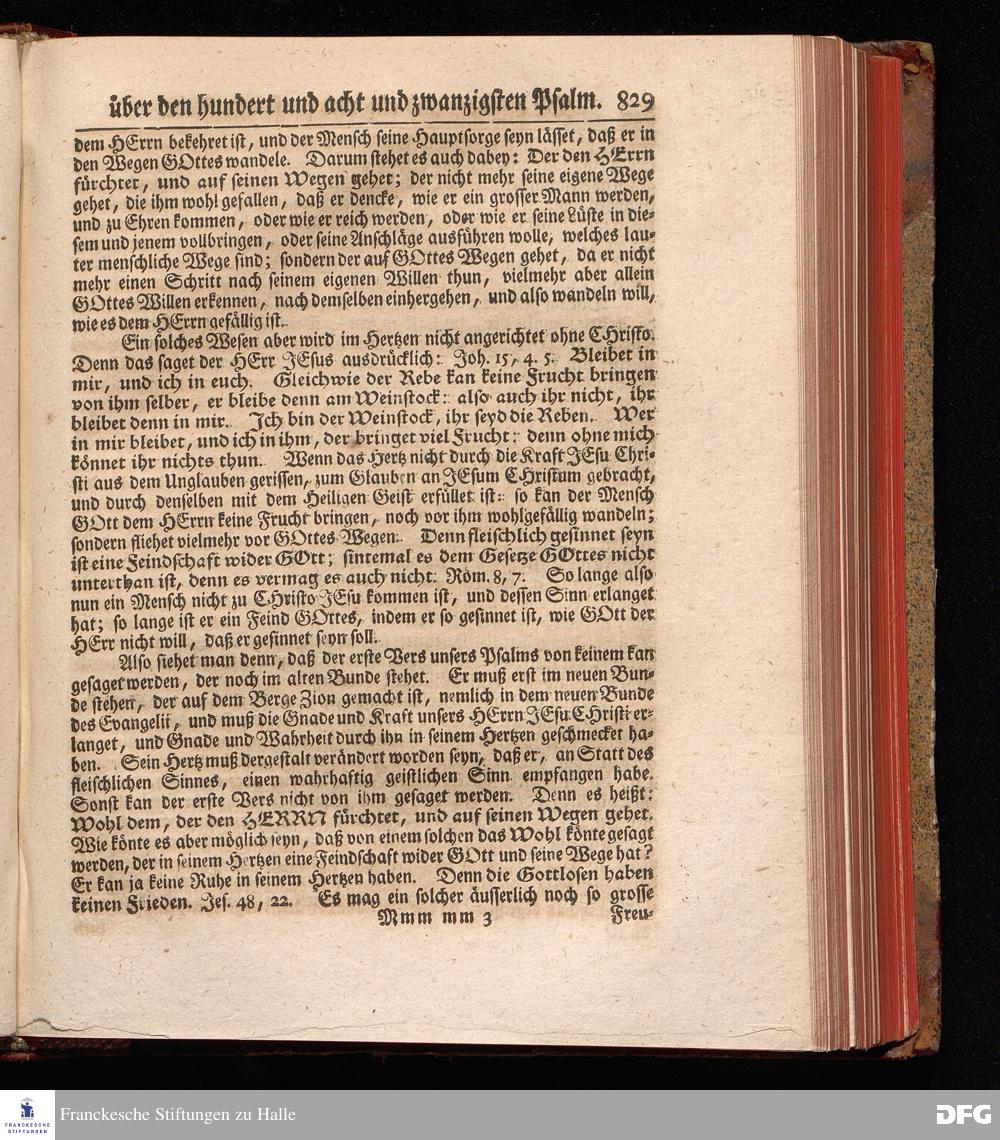 über den hundert und acht und zwanzigsten Psalm. 829
dem HErrn bekehret ist, und der Mensch seine Hauptsorge seyn lässet, daß er in
den Wegen GOttes wandele. Darum stehet es auch dabey: Der den HErrn
fürchtet, und auf seinen Wegen gehet; der nicht mehr seine eigene Wege
gehet, die ihm wohl gefallen, daß er dencke, wie er ein grosser Mann werden,
und zu Ehren kommen, oder wie er reich werden, oder wie er seine Lüste in die-
sem und jenem vollbringen, oder seine Anschläge ausführen wolle, welches lau-
ter menschliche Wege sind; sondern der auf GOttes Wegen gehet, da er nicht
mehr einen Schritt nach seinem eigenen Willen thun, vielmehr aber allein
GOttes Willen erkennen, nach demselben einhergehen, und also wandeln will,
wie es dem HErrn gefällig ist.
Ein solches Wesen aber wird im Hertzen nicht angerichtet ohne CHristo.
Denn das saget der HErr JEsus ausdrücklich: Joh. 15, 4. 5. Bleibet in
mir, und ich in euch. Gleichwie der Rebe kan keine Frucht bringen
von ihm selber, er bleibe denn am Weinstock: also auch ihr nicht, ihr
bleibet denn in mir. Ich bin der Weinstock, ihr seyd die Reben. Wer
in mir bleibet, und ich in ihm, der bringet viel Frucht: denn ohne mich
könnet ihr nichts thun. Wenn das Hertz nicht durch die Kraft JEsu Chri-
sti aus dem Unglauben gerissen, zum Glauben an JEsum CHristum gebracht,
und durch denselben mit dem Heiligen Geist erfüllet ist: so kan der Mensch
GOtt dem HErrn keine Frucht bringen, noch vor ihm wohlgefällig wandeln;
sondern fliehet vielmehr vor GOttes Wegen. Denn fleischlich gesinnet seyn
ist eine Feindschaft wider GOtt; sintemal es dem Gesetze GOttes nicht
unterthan ist, denn es vermag es auch nicht. Röm. 8, 7. So lange also
nun ein Mensch nicht zu CHristo JEsu kommen ist, und dessen Sinn erlanget
hat; so lange ist er ein Feind GOttes, indem er so gesinnet ist, wie GOtt der
HErr nicht will, daß er gesinnet seyn soll.
Also siehet man denn, daß der erste Vers unsers Psalms von keinem kan
gesaget werden, der noch im alten Bunde stehet. Er muß erst im neuen Bun-
de stehen, der auf dem Berge Zion gemacht ist, nemlich in dem neuen Bunde
des Evangelii, und muß die Gnade und Kraft unsers HErrn JEsu CHristi er-
langet, und Gnade und Wahrheit durch ihn in seinem Hertzen geschmecket ha-
ben. Sein Hertz muß dergestalt verändert worden seyn, daß er, an Statt des
fleischlichen Sinnes, einen wahrhaftig geistlichen Sinn empfangen habe.
Sonst kan der erste Vers nicht von ihm gesaget werden. Denn es heißt:
Wohl dem, der den HERRN fürchtet, und auf seinen Wegen gehet.
Wie könte es aber möglich seyn, daß von einem solchen das Wohl könte gesagt
werden, der in seinem Hertzen eine Feindschaft wider GOtt und seine Wege hat?
Er kan ja keine Ruhe in seinem Hertzen haben. Denn die Gottlosen haben
keinen Frieden. Jes. 48, 22. Es mag ein solcher äusserlich noch so grosse
Mmm mm 3 Freu-
FRANCKESCHE
STIFTUNGEN
Franckesche Stiftungen zu Halle
DFG